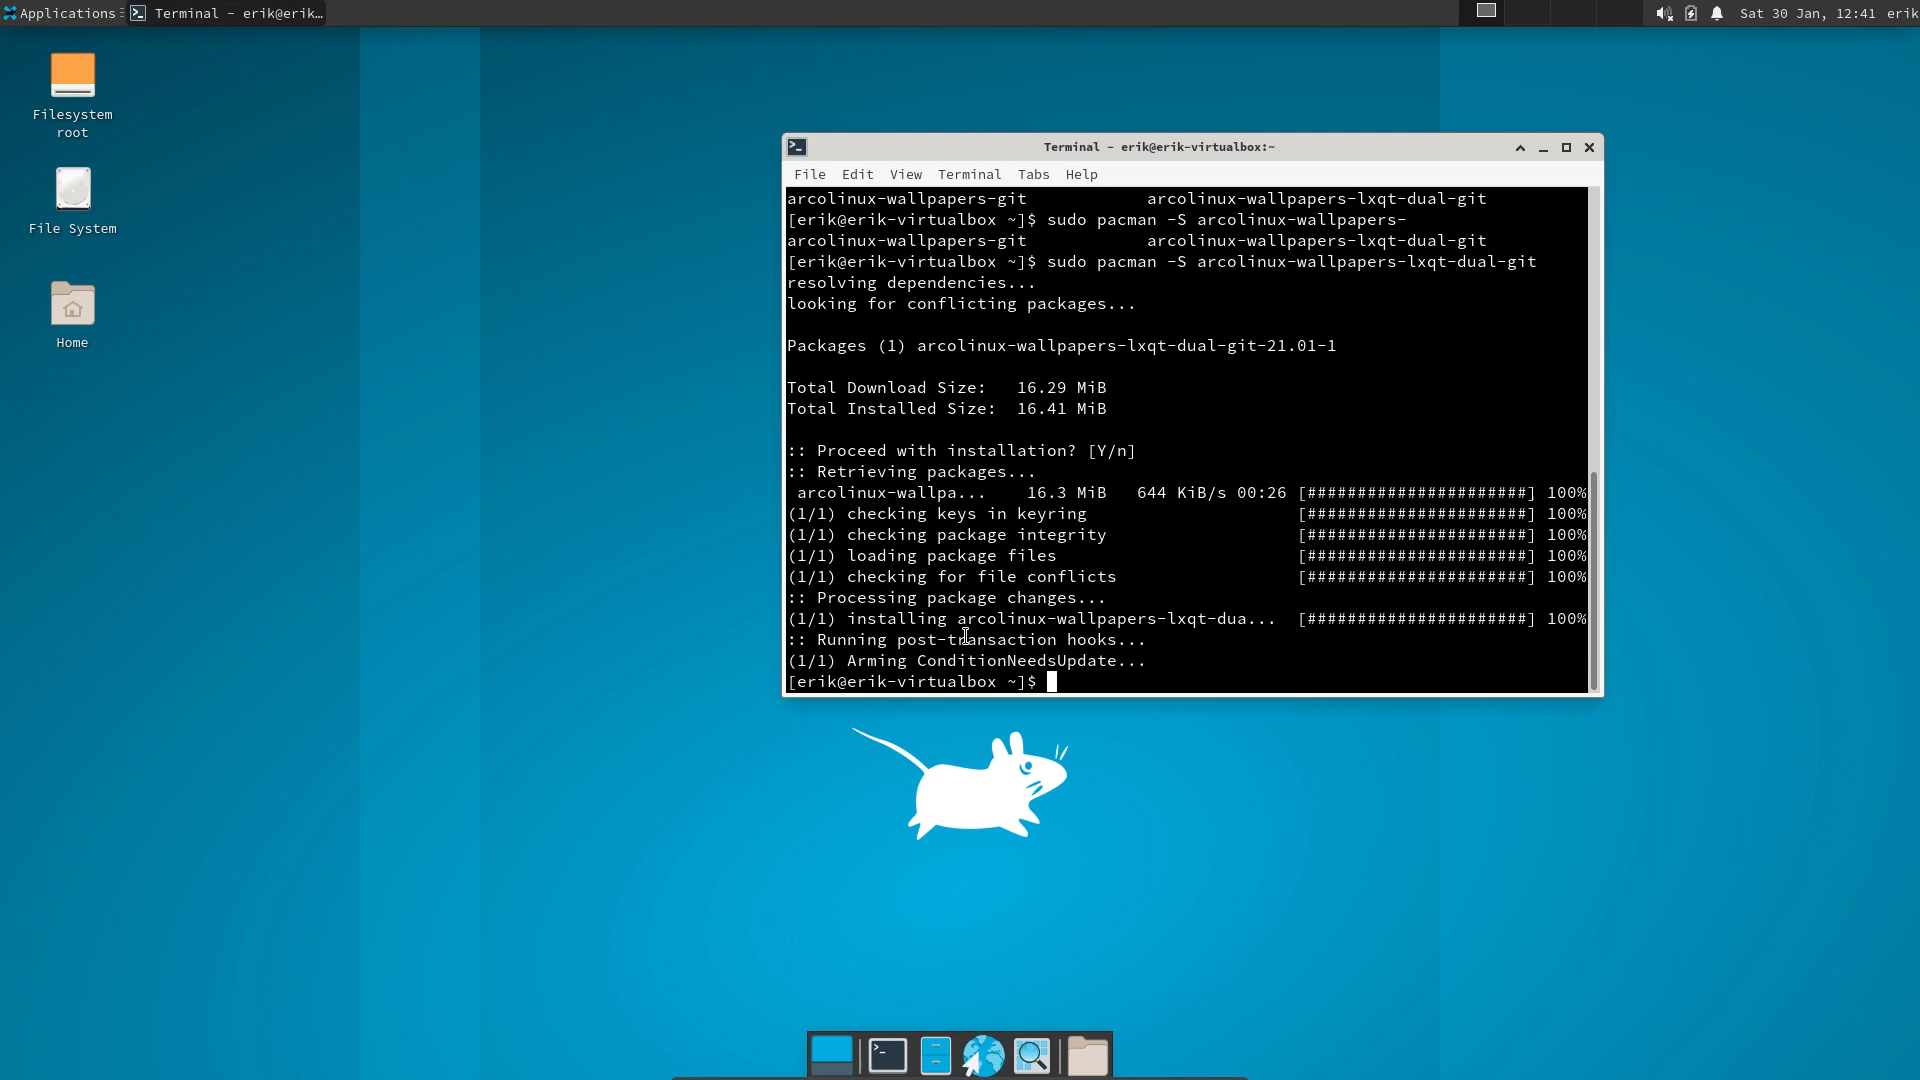 Applications Terminal - erik@erik… Sat 30 Jan, 12:41 erik
Filesystem
root
File System
Home
Terminal - erik@erik-virtualbox:~
File Edit View Terminal Tabs Help
arcolinux-wallpapers-git arcolinux-wallpapers-lxqt-dual-git
[erik@erik-virtualbox ~]$ sudo pacman -S arcolinux-wallpapers-
arcolinux-wallpapers-git arcolinux-wallpapers-lxqt-dual-git
[erik@erik-virtualbox ~]$ sudo pacman -S arcolinux-wallpapers-lxqt-dual-git
resolving dependencies...
looking for conflicting packages...
Packages (1) arcolinux-wallpapers-lxqt-dual-git-21.01-1
Total Download Size: 16.29 MiB
Total Installed Size: 16.41 MiB
:: Proceed with installation? [Y/n]
:: Retrieving packages...
arcolinux-wallpa... 16.3 MiB 644 KiB/s 00:26 [######################] 100%
(1/1) checking keys in keyring [######################] 100%
(1/1) checking package integrity [######################] 100%
(1/1) loading package files [######################] 100%
(1/1) checking for file conflicts [######################] 100%
:: Processing package changes...
(1/1) installing arcolinux-wallpapers-lxqt-dua... [######################] 100%
:: Running post-transaction hooks...
(1/1) Arming ConditionNeedsUpdate...
[erik@erik-virtualbox ~]$